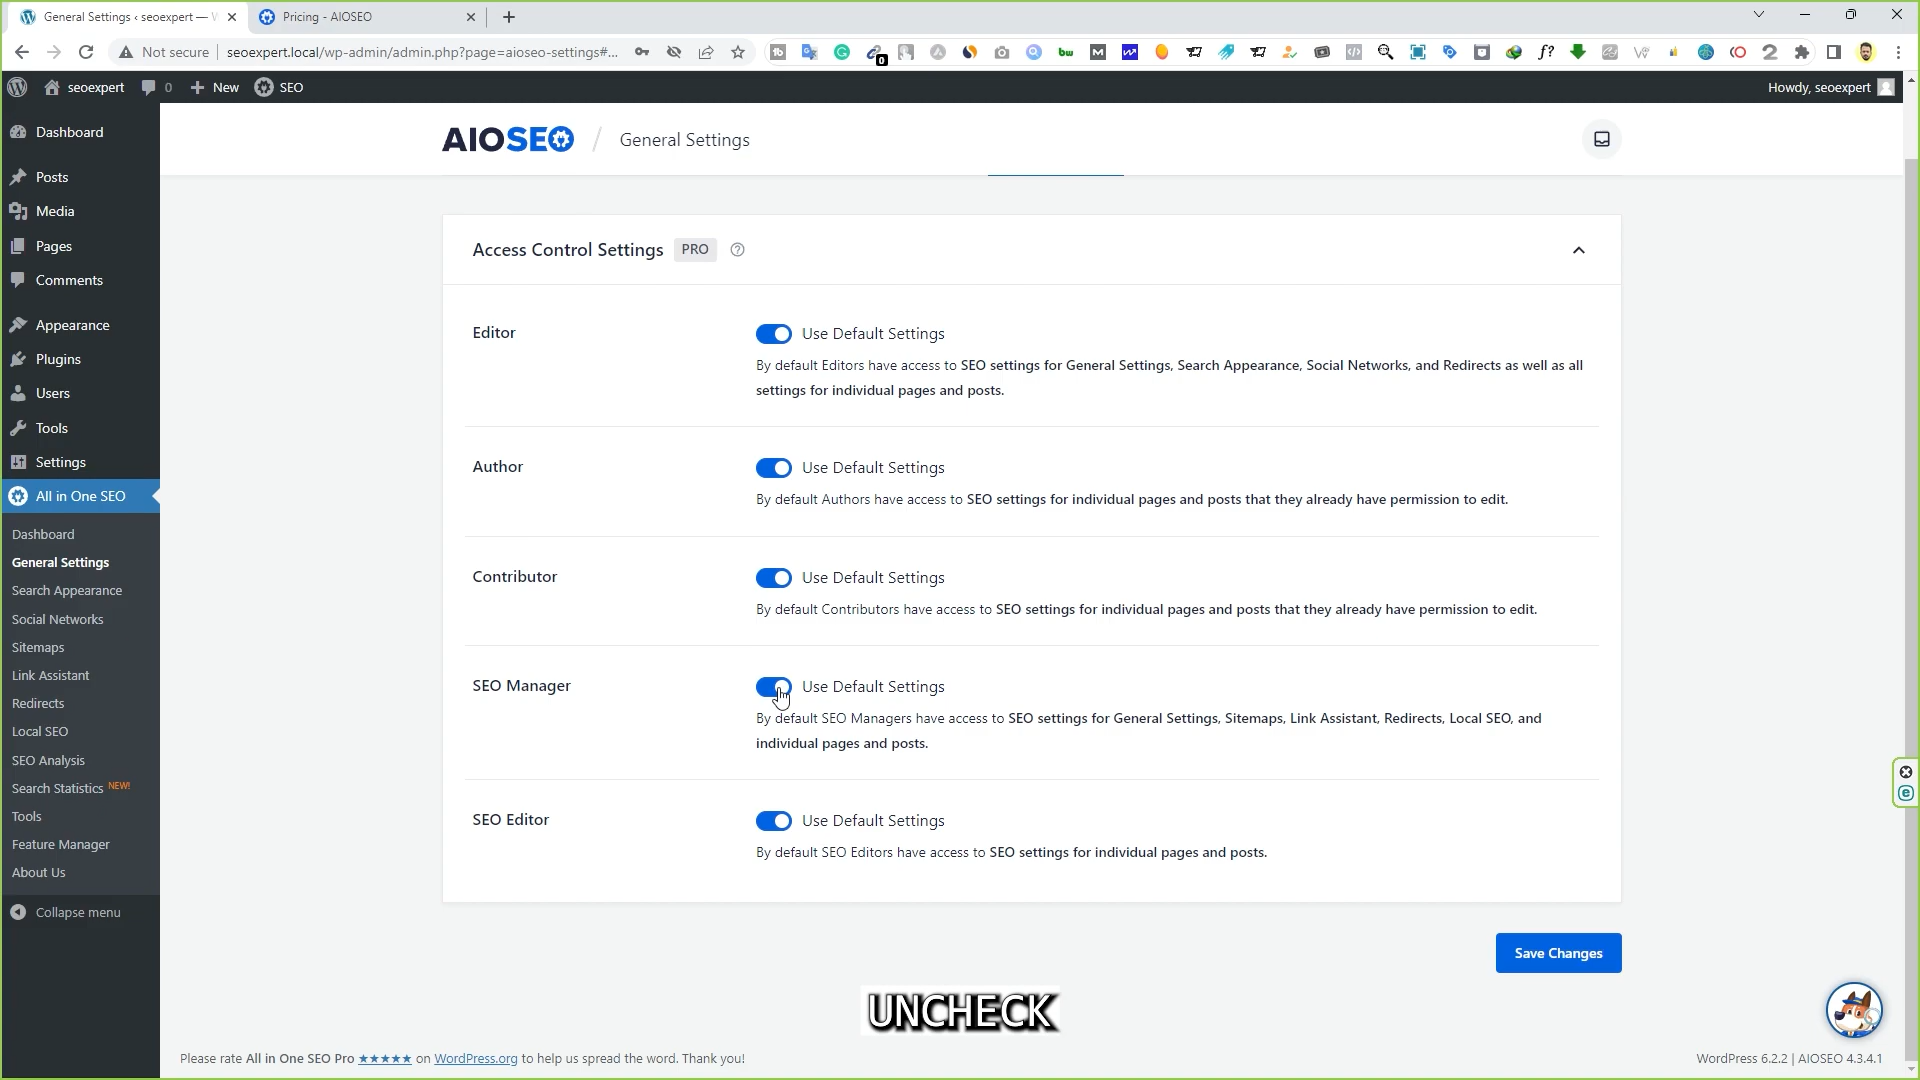 General Settings ‹ seoexpert — W
Pricing - AIOSEO
Not secure
seoexpert.local/wp-admin/admin.php?page=aioseo-settings#...
0
seoexpert
0
New
SEO
Howdy, seoexpert
AIOSEO / General Settings
Dashboard
Posts
Media
Pages
Comments
Appearance
Plugins
Users
Tools
Settings
All in One SEO
Dashboard
General Settings
Search Appearance
Social Networks
Sitemaps
Link Assistant
Redirects
Local SEO
SEO Analysis
Search Statistics NEW!
Tools
Feature Manager
About Us
Collapse menu
Access Control Settings PRO
Editor
Use Default Settings
By default Editors have access to SEO settings for General Settings, Search Appearance, Social Networks, and Redirects as well as all
settings for individual pages and posts.
Author
Use Default Settings
By default Authors have access to SEO settings for individual pages and posts that they already have permission to edit.
Contributor
Use Default Settings
By default Contributors have access to SEO settings for individual pages and posts that they already have permission to edit.
SEO Manager
Use Default Settings
By default SEO Managers have access to SEO settings for General Settings, Sitemaps, Link Assistant, Redirects, Local SEO, and
individual pages and posts.
SEO Editor
Use Default Settings
By default SEO Editors have access to SEO settings for individual pages and posts.
Save Changes
UNCHECK
Please rate All in One SEO Pro ★★★★★ on WordPress.org to help us spread the word. Thank you!
WordPress 6.2.2 | AIOSEO 4.3.4.1